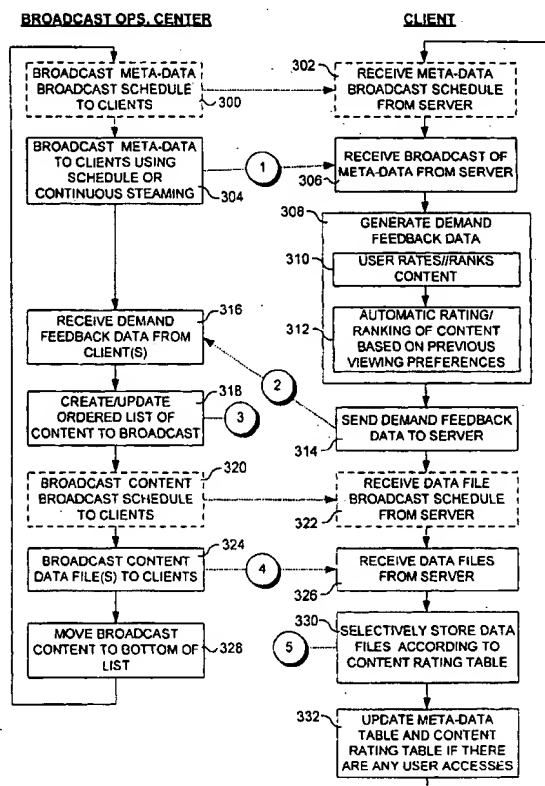 BROADCAST OPS. CENTER
CLIENT
BROADCAST META-DATA
BROADCAST SCHEDULE
TO CLIENTS
300
302
RECEIVE META-DATA
BROADCAST SCHEDULE
FROM SERVER
BROADCAST META-DATA
TO CLIENTS USING
SCHEDULE OR
CONTINUOUS STEAMING
304
1
RECEIVE BROADCAST OF
META-DATA FROM SERVER
306
308
GENERATE DEMAND
FEEDBACK DATA
310
USER RATES//RANKS
CONTENT
312
AUTOMATIC RATING/
RANKING OF CONTENT
BASED ON PREVIOUS
VIEWING PREFERENCES
316
RECEIVE DEMAND
FEEDBACK DATA FROM
CLIENT(S)
2
318
CREATE/UPDATE
ORDERED LIST OF
CONTENT TO BROADCAST
3
SEND DEMAND FEEDBACK
DATA TO SERVER
314
320
BROADCAST CONTENT
BROADCAST SCHEDULE
TO CLIENTS
RECEIVE DATA FILE
BROADCAST SCHEDULE
FROM SERVER
322
324
BROADCAST CONTENT
DATA FILE(S) TO CLIENTS
4
RECEIVE DATA FILES
FROM SERVER
326
MOVE BROADCAST
CONTENT TO BOTTOM OF
LIST
328
330
5
SELECTIVELY STORE DATA
FILES ACCORDING TO
CONTENT RATING TABLE
332
UPDATE META-DATA
TABLE AND CONTENT
RATING TABLE IF THERE
ARE ANY USER ACCESSES